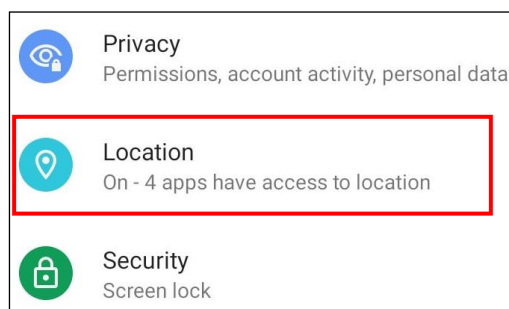 Privacy
Permissions, account activity, personal data
Location
On - 4 apps have access to location
Security
Screen lock